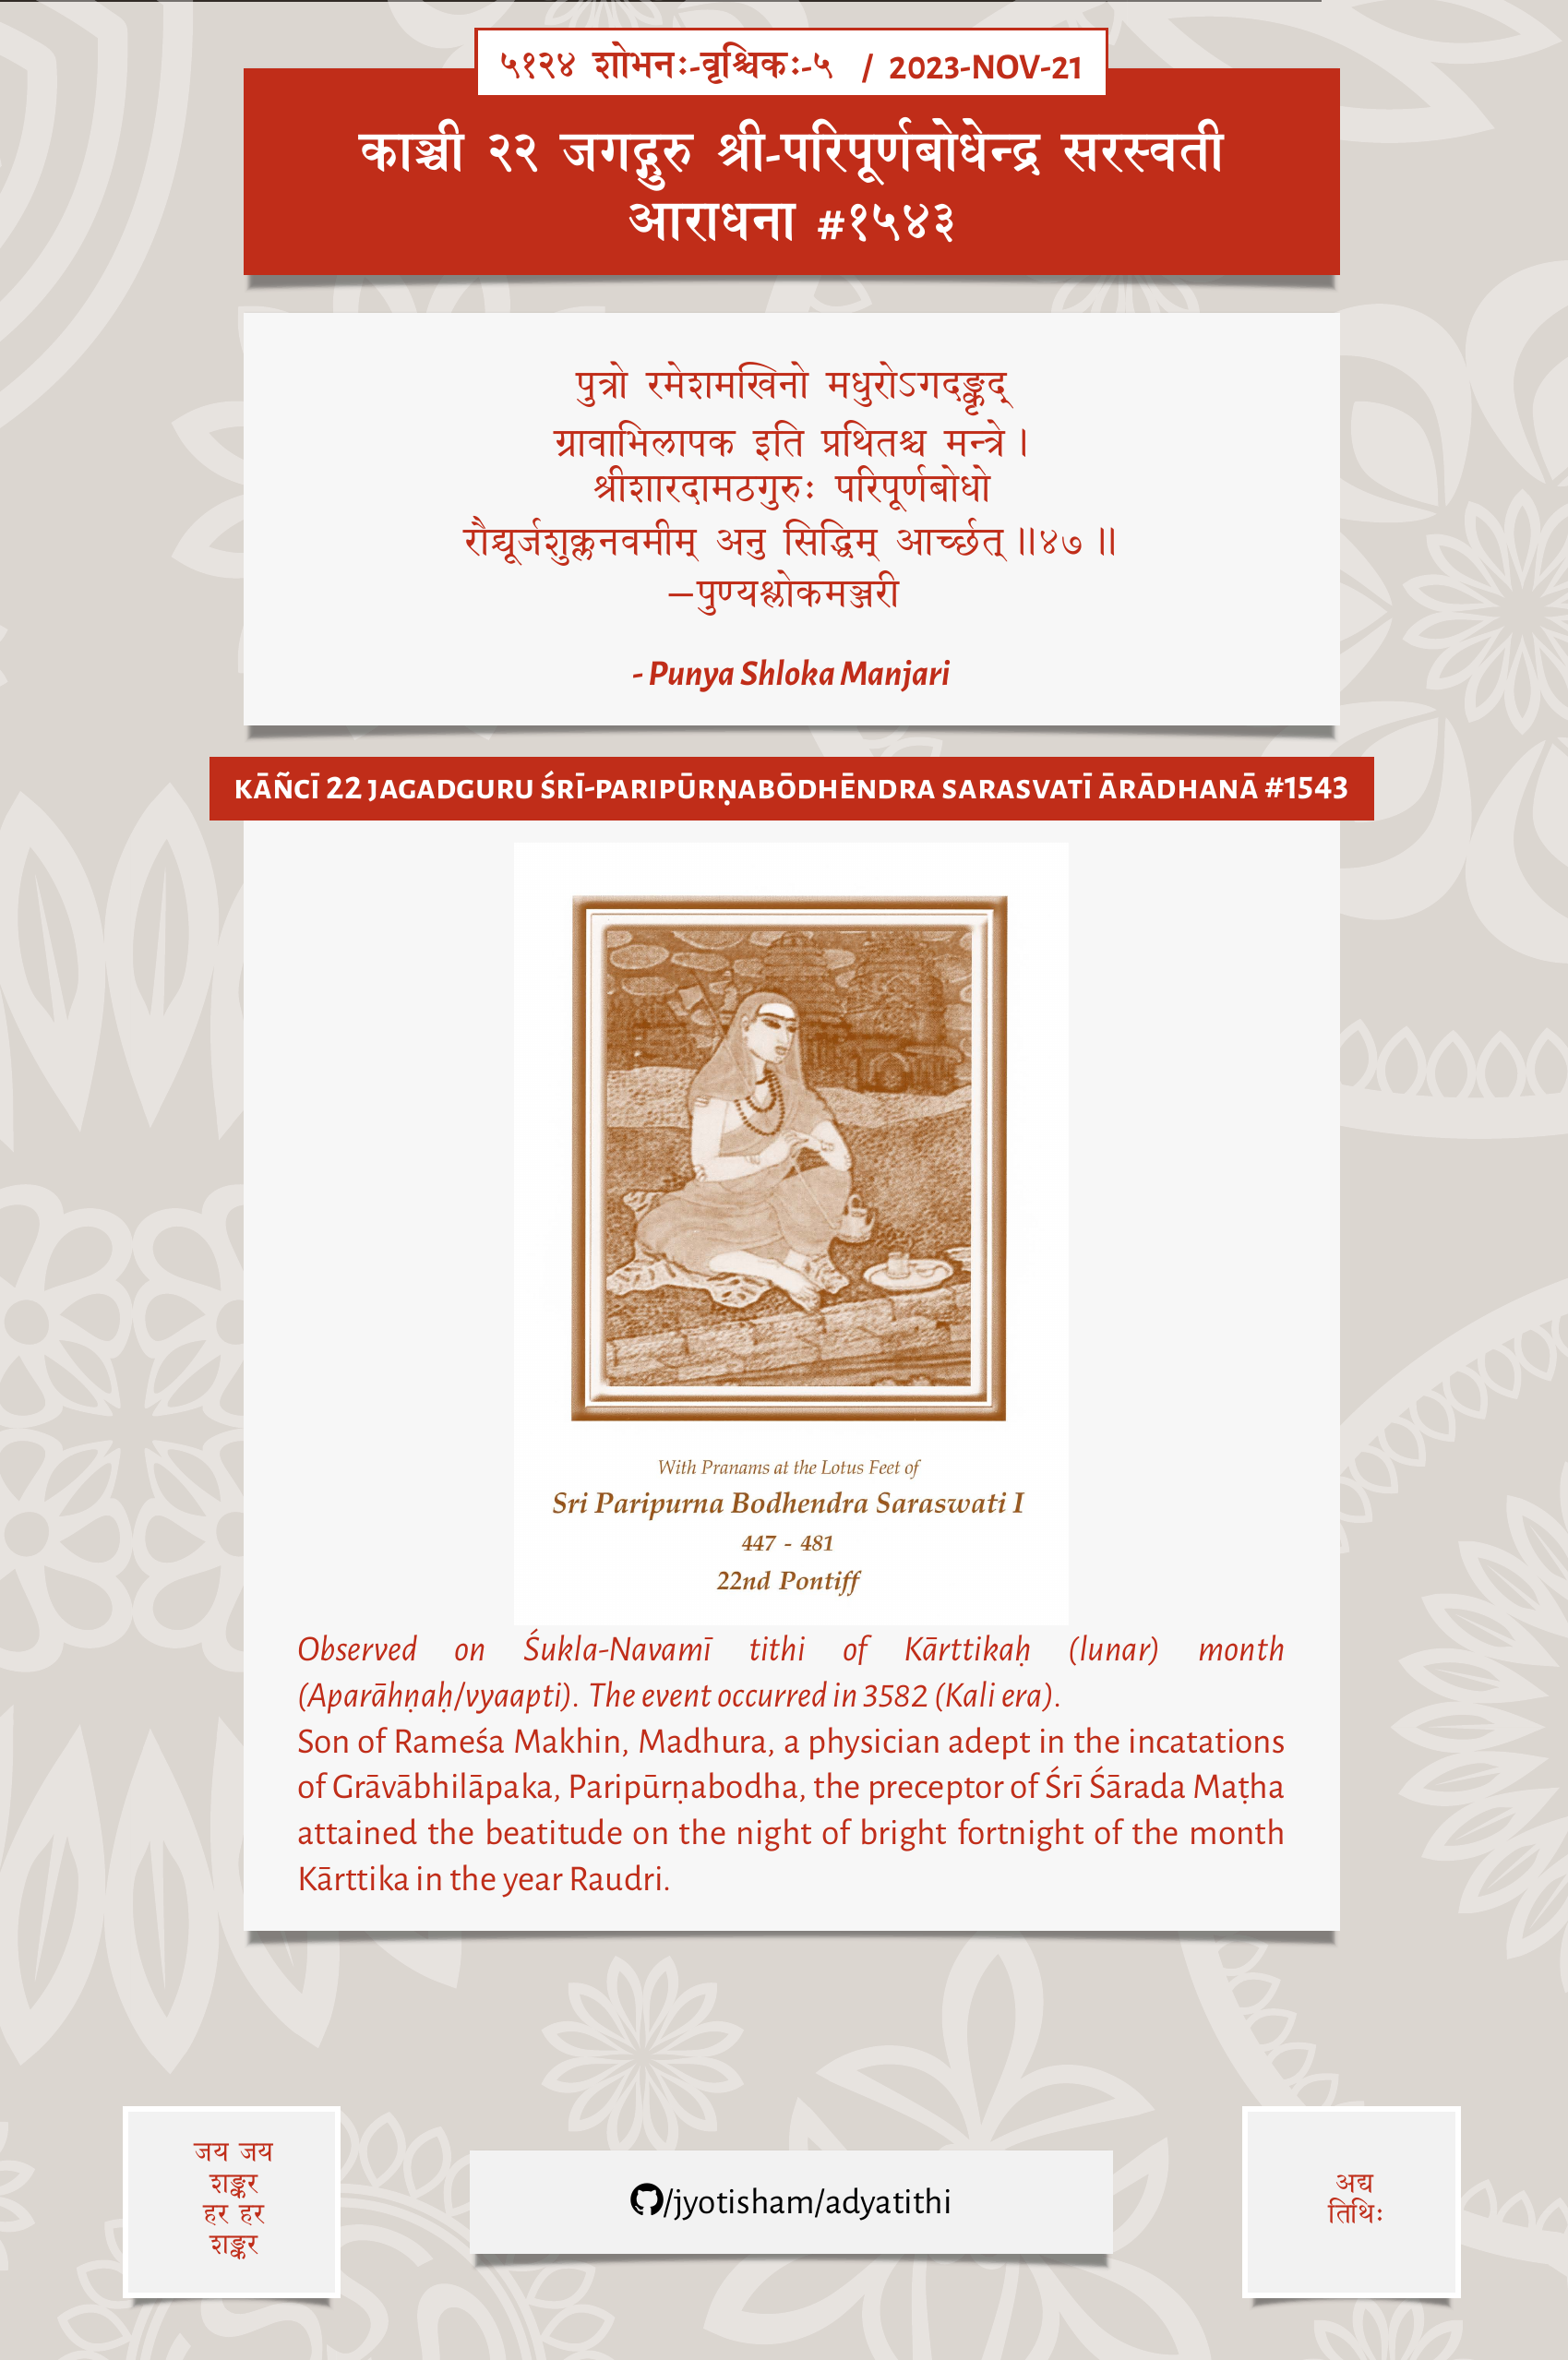 ५१२४ शोभनः-वृश्चिकः-५ / 2023-NOV-21
काञ्ची २२ जगद्गुरु श्री-परिपूर्णबोधेन्द्र सरस्वती
आराधना #१५४३
पुत्रो रमेशमखिनो मधुरोऽगदङ्कृद्
ग्रावाभिलापक इति प्रथितश्च मन्त्रे।
श्रीशारदामठगुरुः परिपूर्णबोधो
रौद्र्यूर्जशुक्लनवमीम् अनु सिद्धिम् आर्च्छत्॥४७॥
—पुण्यश्लोकमञ्जरी
- Punya Shloka Manjari
KĀÑCĪ 22 JAGADGURU ŚRĪ-PARIPŪRṆABŌDHĒNDRA SARASVATĪ ĀRĀDHANĀ #1543
With Pranams at the Lotus Feet of
Sri Paripurna Bodhendra Saraswati I
447 - 481
22nd Pontiff
Observed on Śukla-Navamī tithi of Kārttikaḥ (lunar) month
(Aparāhṇaḥ/vyaapti). The event occurred in 3582 (Kali era).
Son of Rameśa Makhin, Madhura, a physician adept in the incatations
of Grāvābhilāpaka, Paripūrṇabodha, the preceptor of Śrī Śārada Maṭha
attained the beatitude on the night of bright fortnight of the month
Kārttika in the year Raudri.
जय जय
शङ्कर
हर हर
शङ्कर
/jyotisham/adyatithi
अद्य
तिथिः